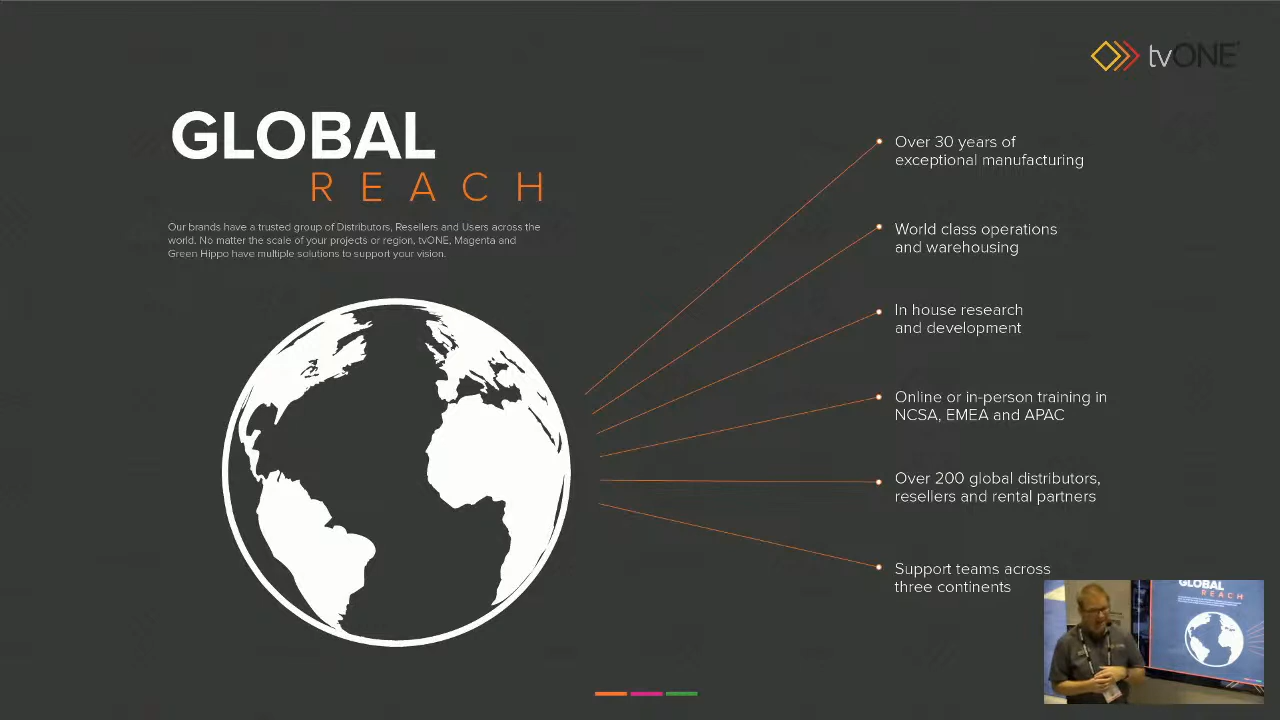 tvONE
GLOBAL
REACH
Our brands have a trusted group of Distributors, Resellers and Users across the
world. No matter the scale of your projects or region, tvONE, Magenta and
Green Hippo have multiple solutions to support your vision.
Over 30 years of
exceptional manufacturing
World class operations
and warehousing
In house research
and development
Online or in-person training in
NCSA, EMEA and APAC
Over 200 global distributors,
resellers and rental partners
Support teams across
three continents
GLOBAL
REACH